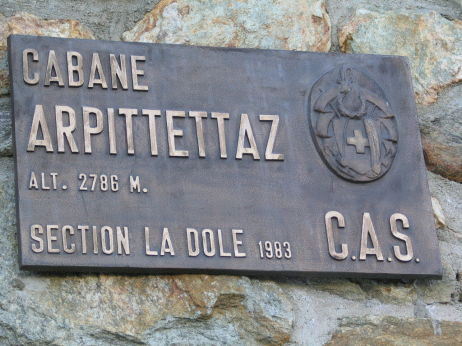 CABANE
ARPITTETTAZ
ALT. 2786 M.
SECTION LA DOLE 1983
C.A.S.